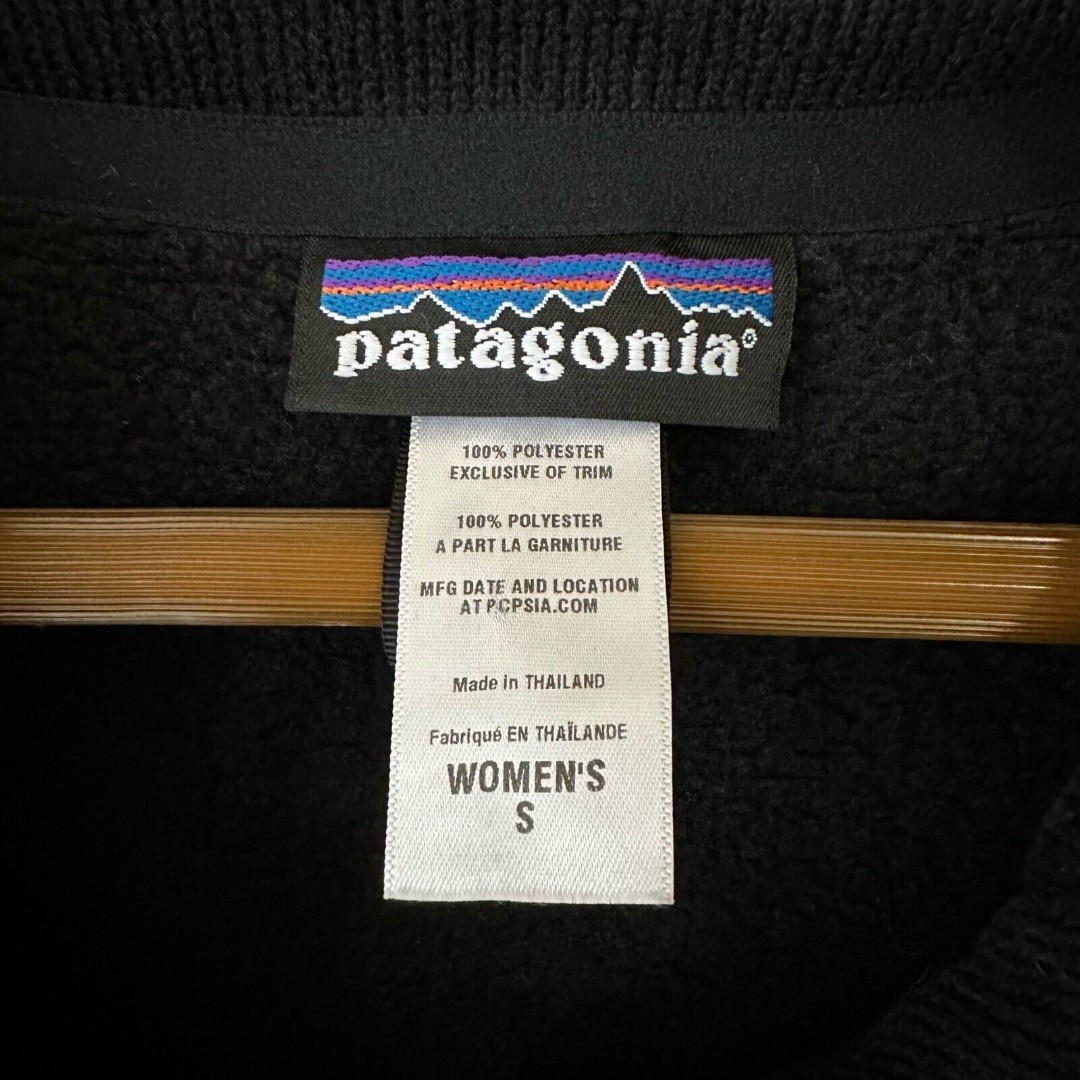 patagonia®
100% POLYESTER
EXCLUSIVE OF TRIM
100% POLYESTER
A PART LA GARNITURE
MFG DATE AND LOCATION
AT PCPSIA.COM
Made in THAILAND
Fabriqué EN THAÏLANDE
WOMEN'S
S